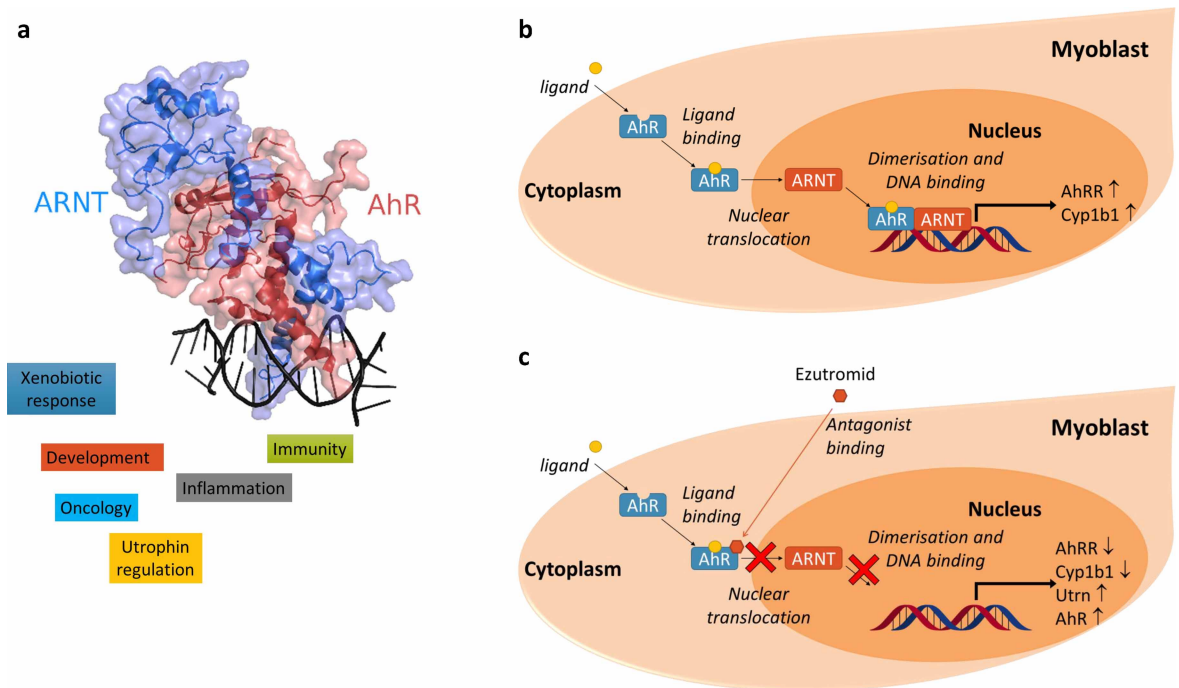 a
ARNT
AhR
Xenobiotic
response
Development
Immunity
Inflammation
Oncology
Utrophin
regulation
b
Myoblast
ligand
AhR
Ligand
binding
Nucleus
Cytoplasm
AhR
ARNT
Dimerisation and
DNA binding
Nuclear
translocation
AhR ARNT
AhRR ↑
Cyp1b1 ↑
c
Ezutromid
Antagonist
binding
Myoblast
ligand
AhR
Ligand
binding
Nucleus
Cytoplasm
AhR
ARNT
Dimerisation and
DNA binding
Nuclear
translocation
AhRR ↓
Cyp1b1 ↓
Utrn ↑
AhR ↑